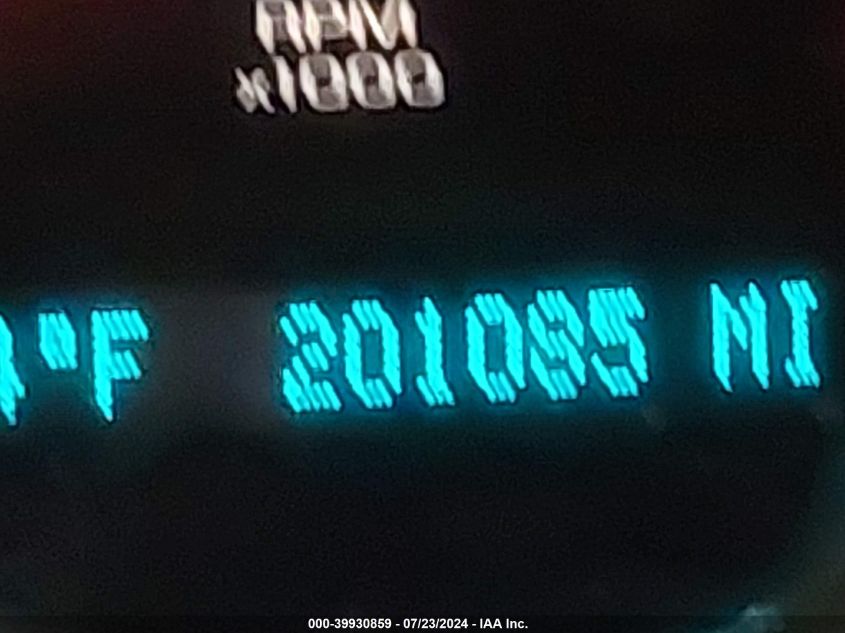 RPM
x1000
°F 201085 MI
000-39930859 - 07/23/2024 - IAA Inc.